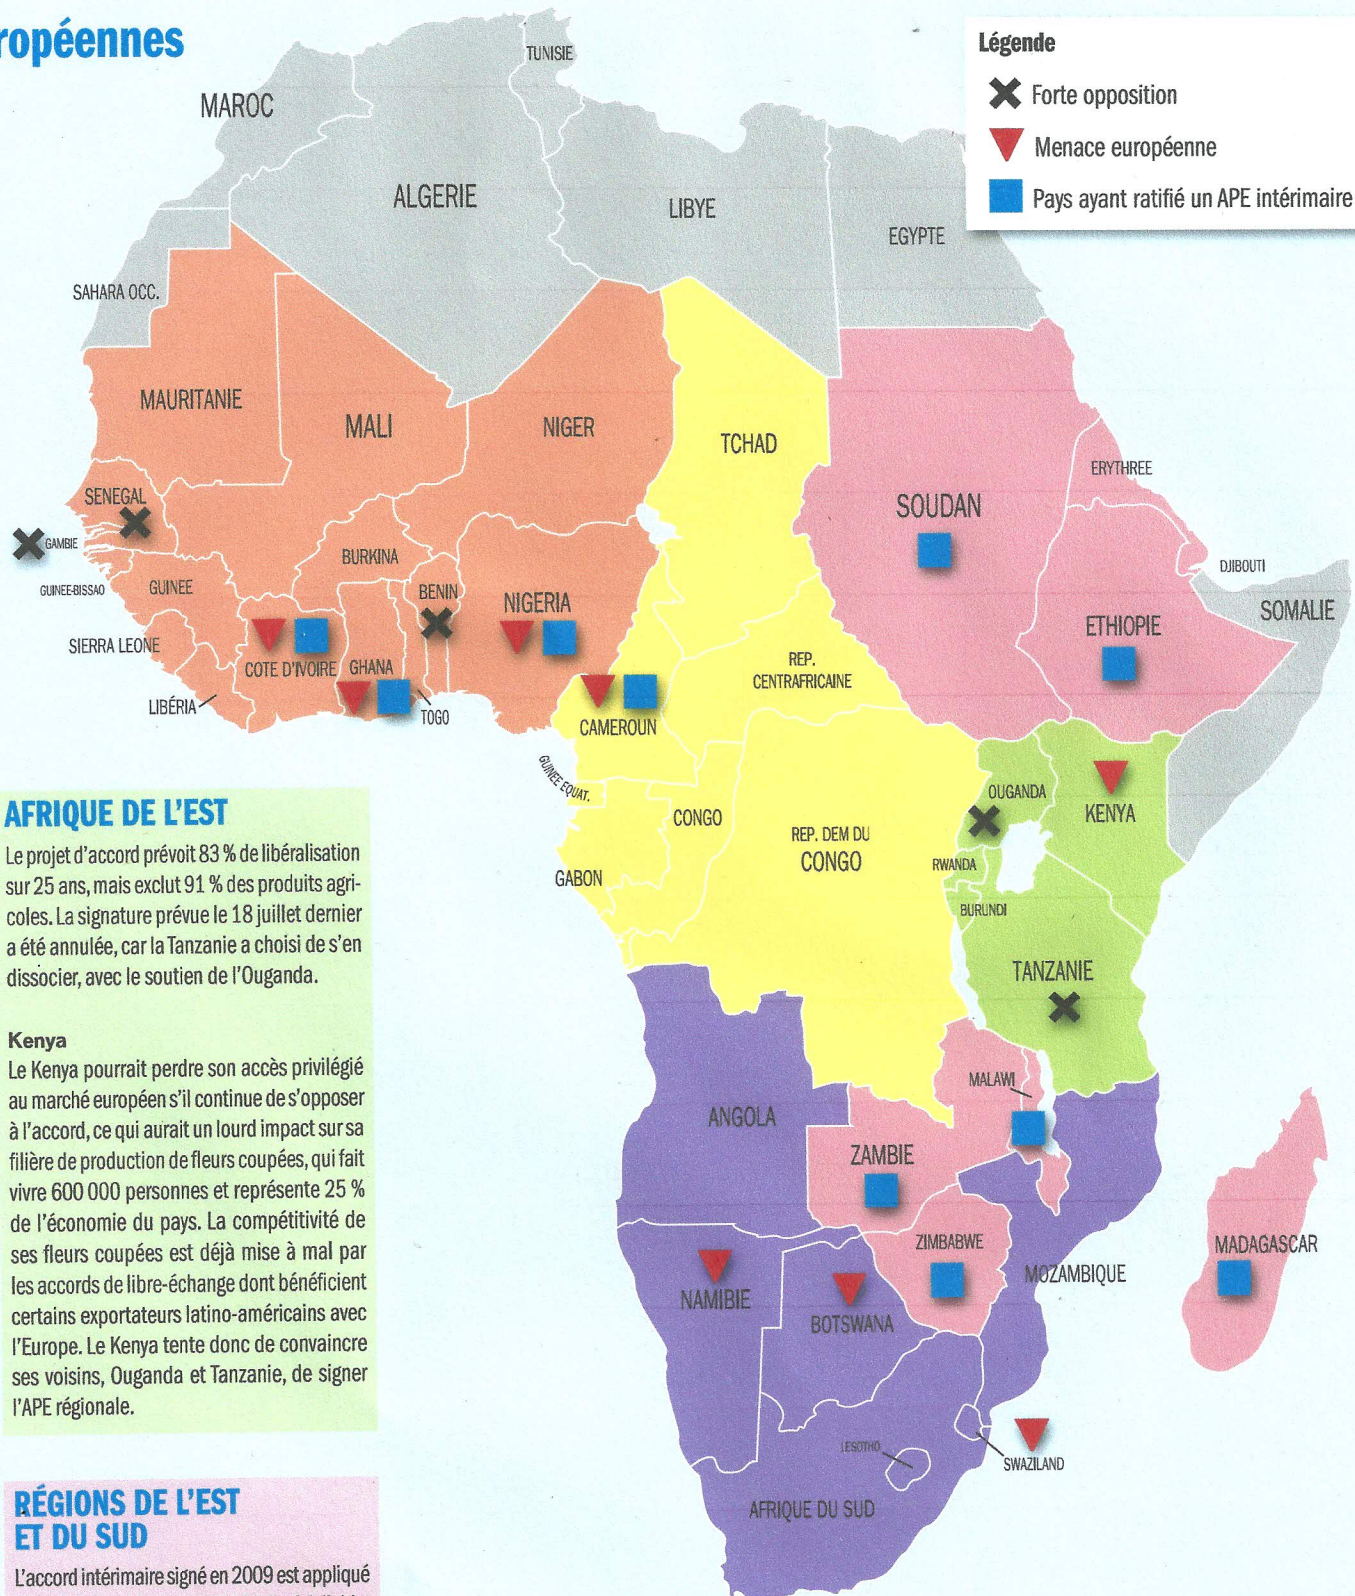 ropéennes
Légende
Forte opposition
Menace européenne
Pays ayant ratifié un APE intérimaire
TUNISIE
MAROC
ALGERIE
LIBYE
EGYPTE
SAHARA OCC.
MAURITANIE
MALI
NIGER
TCHAD
ERYTHREE
SENEGAL
SOUDAN
GAMBIE
BURKINA
DJIBOUTI
GUINEE-BISSAO
GUINEE
BENIN
NIGERIA
SOMALIE
ETHIOPIE
SIERRA LEONE
COTE D'IVOIRE
GHANA
REP.
CENTRAFRICAINE
LIBÉRIA
TOGO
CAMEROUN
GUINEE EQUAT.
OUGANDA
CONGO
KENYA
REP. DEM DU
CONGO
RWANDA
GABON
BURUNDI
TANZANIE
MALAWI
ANGOLA
ZAMBIE
ZIMBABWE
MADAGASCAR
MOZAMBIQUE
NAMIBIE
BOTSWANA
LESOTHO
SWAZILAND
AFRIQUE DU SUD
AFRIQUE DE L'EST
Le projet d'accord prévoit 83 % de libéralisation
sur 25 ans, mais exclut 91 % des produits agri-
coles. La signature prévue le 18 juillet dernier
a été annulée, car la Tanzanie a choisi de s'en
dissocier, avec le soutien de l'Ouganda.
Kenya
Le Kenya pourrait perdre son accès privilégié
au marché européen s'il continue de s'opposer
à l'accord, ce qui aurait un lourd impact sur sa
filière de production de fleurs coupées, qui fait
vivre 600 000 personnes et représente 25 %
de l'économie du pays. La compétitivité de
ses fleurs coupées est déjà mise à mal par
les accords de libre-échange dont bénéficient
certains exportateurs latino-américains avec
l'Europe. Le Kenya tente donc de convaincre
ses voisins, Ouganda et Tanzanie, de signer
l'APE régionale.
RÉGIONS DE L'EST
ET DU SUD
L'accord intérimaire signé en 2009 est appliqué